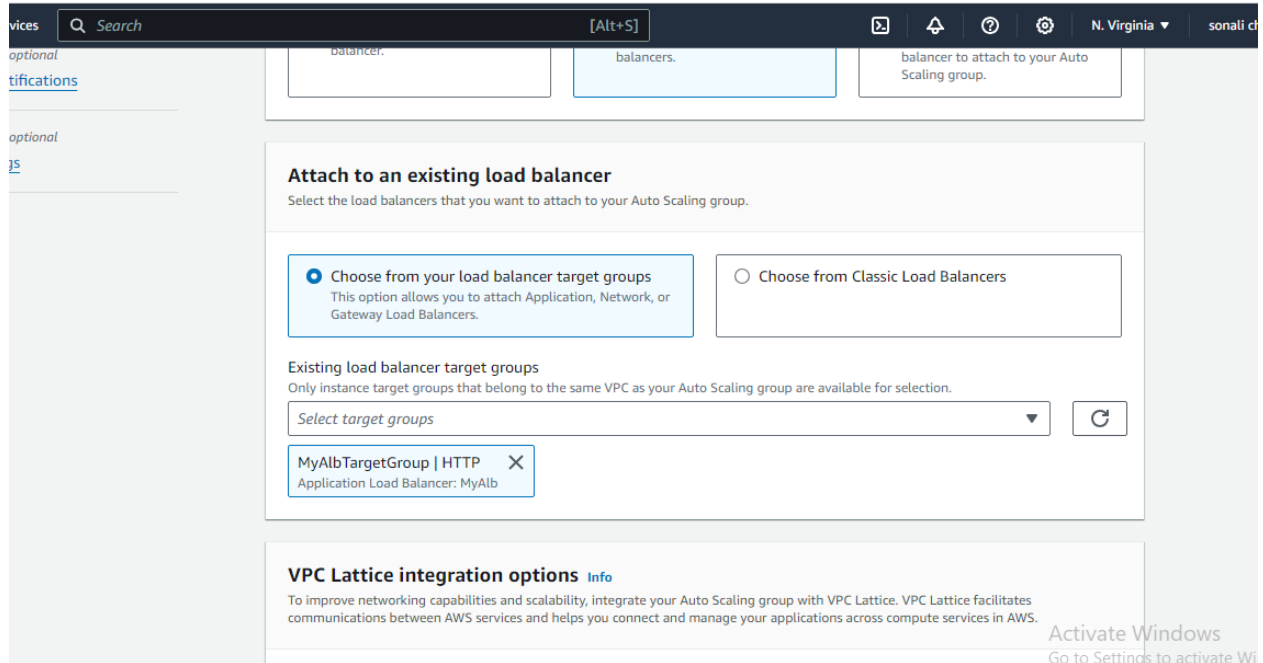 vices
Search
[Alt+S]
N. Virginia
sonali ch
optional
tifications
optional
gs
balancer.
balancers.
balancer to attach to your Auto
Scaling group.
Attach to an existing load balancer
Select the load balancers that you want to attach to your Auto Scaling group.
Choose from your load balancer target groups
This option allows you to attach Application, Network, or
Gateway Load Balancers.
Choose from Classic Load Balancers
Existing load balancer target groups
Only instance target groups that belong to the same VPC as your Auto Scaling group are available for selection.
Select target groups
MyAlbTargetGroup | HTTP
Application Load Balancer: MyAlb
VPC Lattice integration options Info
To improve networking capabilities and scalability, integrate your Auto Scaling group with VPC Lattice. VPC Lattice facilitates
communications between AWS services and helps you connect and manage your applications across compute services in AWS.
Activate Windows
Go to Settings to activate Wi